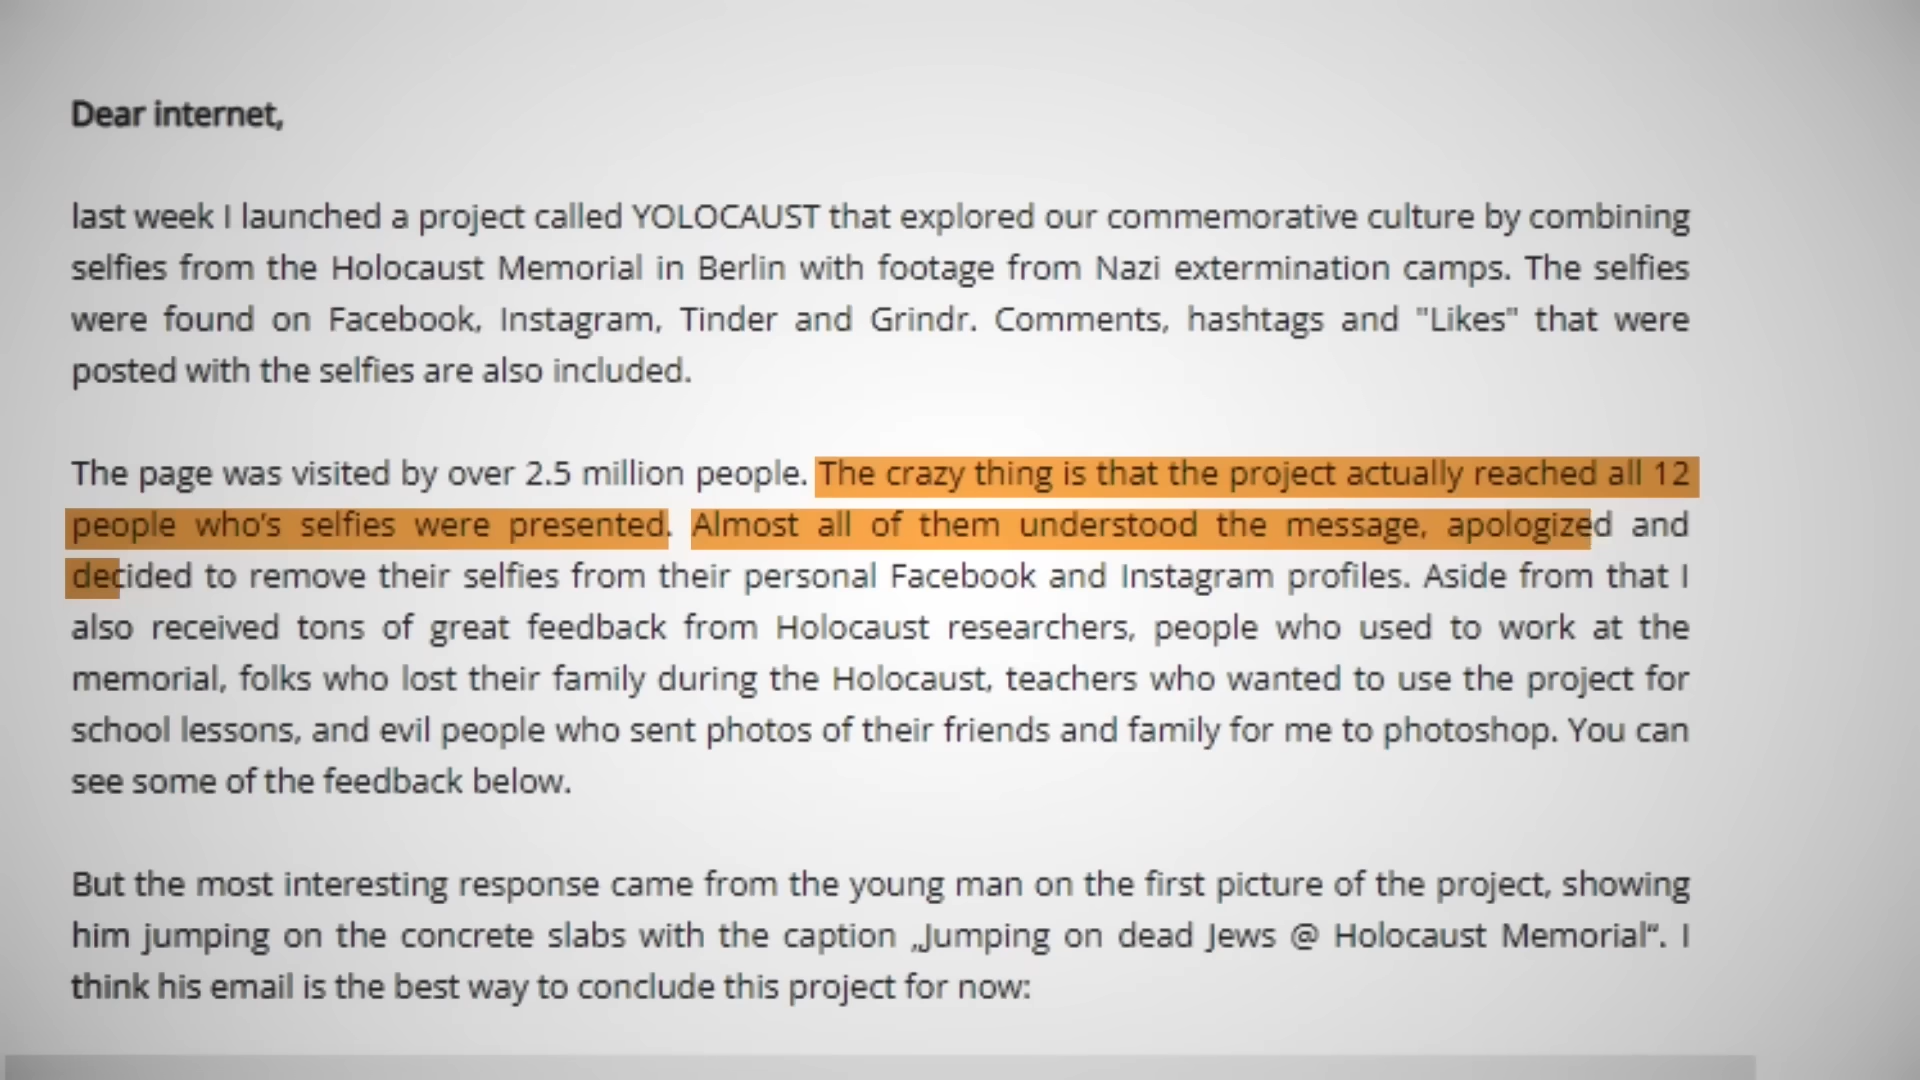 Dear internet,
last week I launched a project called YOLOCAUST that explored our commemorative culture by combining
selfies from the Holocaust Memorial in Berlin with footage from Nazi extermination camps. The selfies
were found on Facebook, Instagram, Tinder and Grindr. Comments, hashtags and "Likes" that were
posted with the selfies are also included.
The page was visited by over 2.5 million people. The crazy thing is that the project actually reached all 12
people who's selfies were presented. Almost all of them understood the message, apologized and
decided to remove their selfies from their personal Facebook and Instagram profiles. Aside from that I
also received tons of great feedback from Holocaust researchers, people who used to work at the
memorial, folks who lost their family during the Holocaust, teachers who wanted to use the project for
school lessons, and evil people who sent photos of their friends and family for me to photoshop. You can
see some of the feedback below.
But the most interesting response came from the young man on the first picture of the project, showing
him jumping on the concrete slabs with the caption „Jumping on dead Jews @ Holocaust Memorial“. I
think his email is the best way to conclude this project for now: